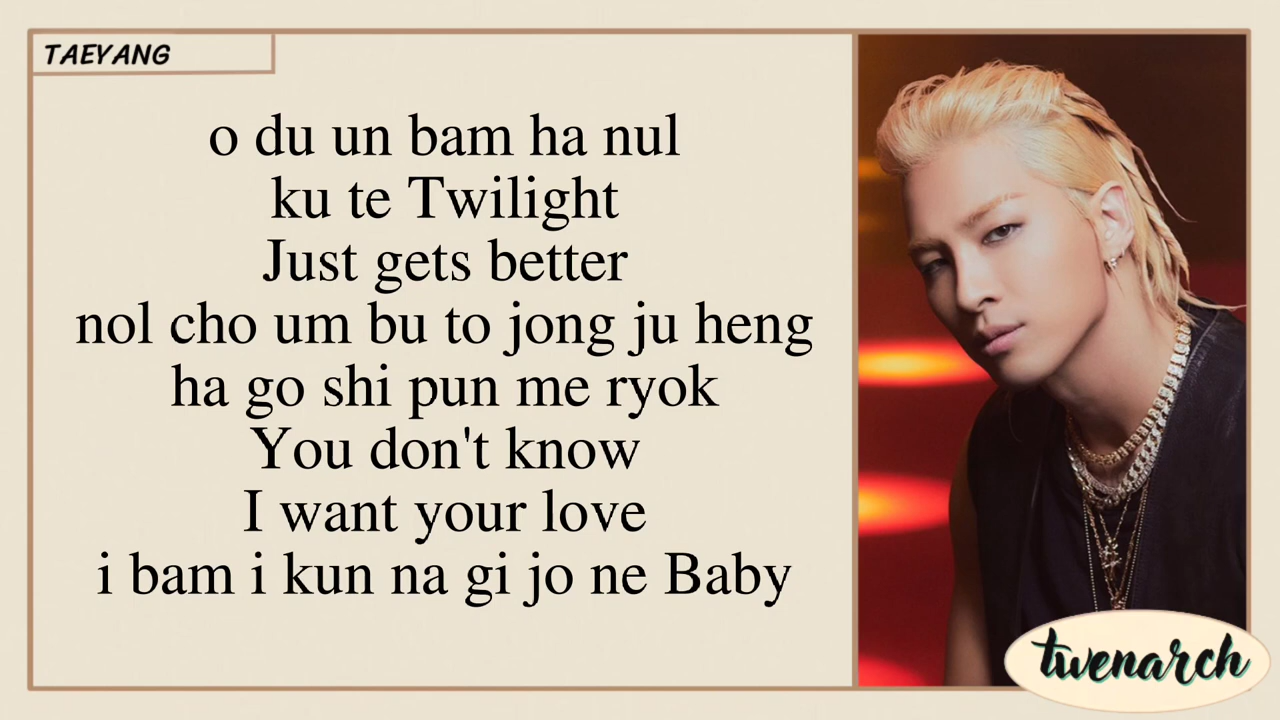 TAEYANG
o du un bam ha nul
ku te Twilight
Just gets better
nol cho um bu to jong ju heng
ha go shi pun me ryok
You don't know
I want your love
i bam i kun na gi jo ne Baby
twenarch